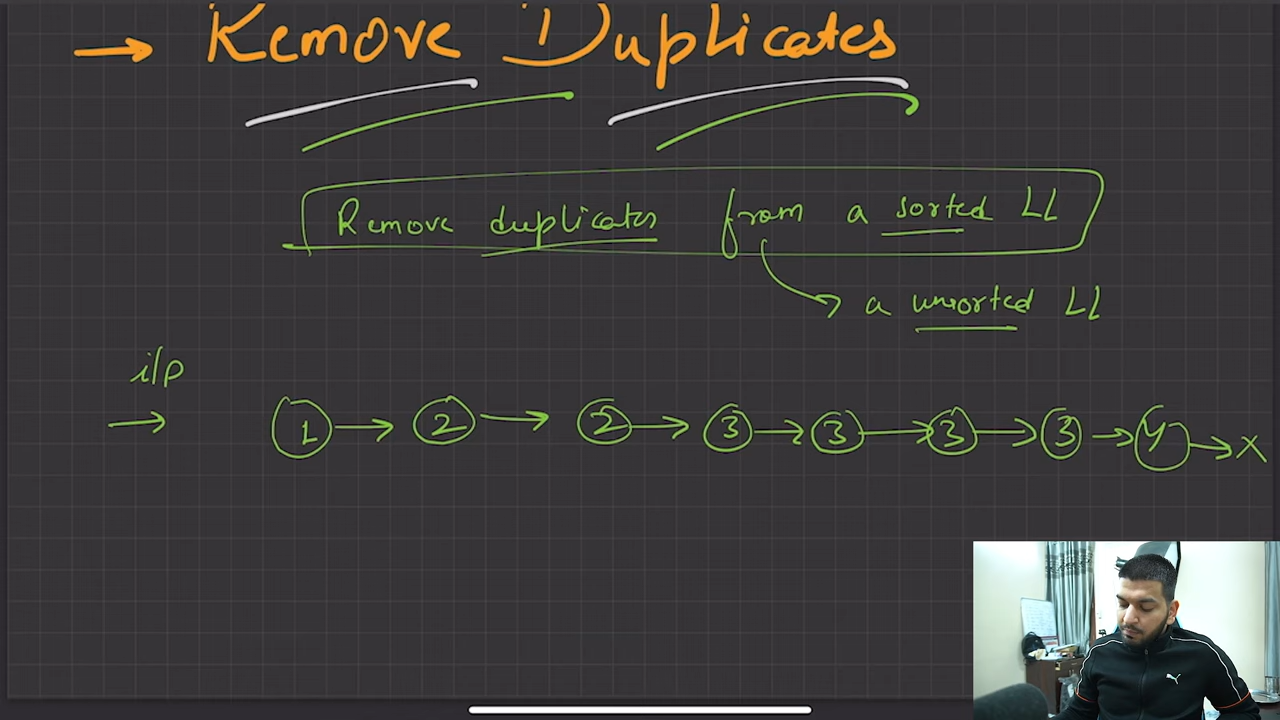 → Remove Duplicates
Remove duplicates from a sorted LL
→ a unsorted LL
i/p
→ 1 → 2 → 2 → 3 → 3 → 3 → 3 → 4 → X